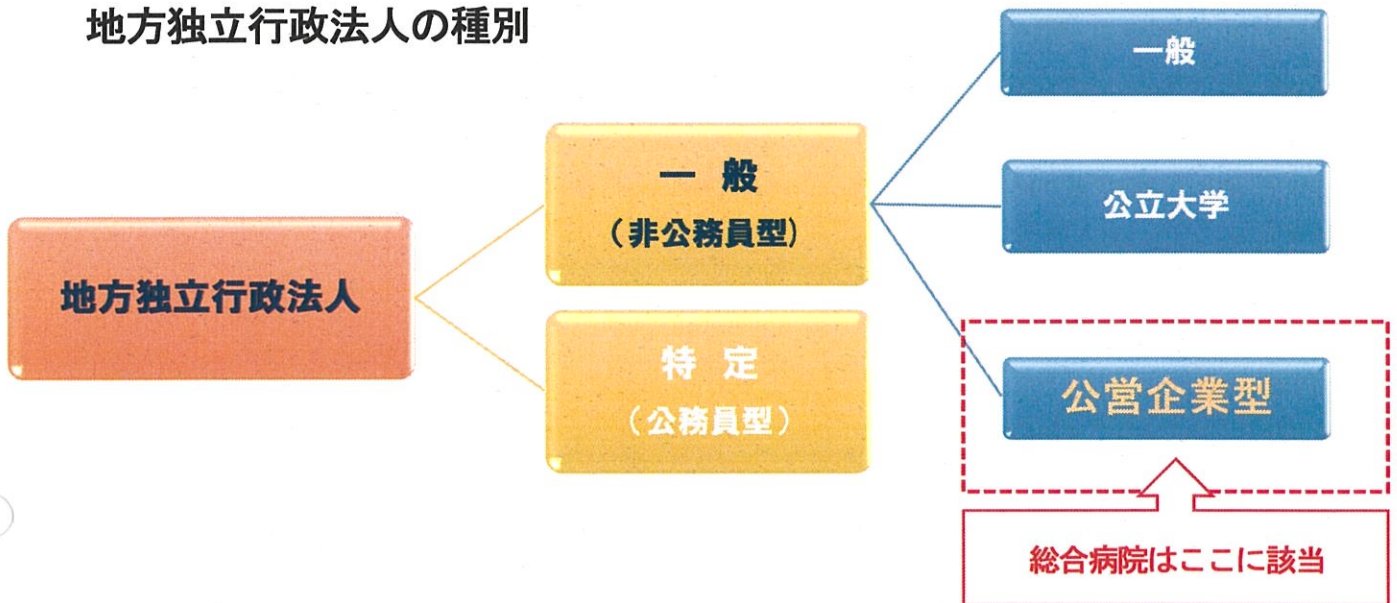 地方独立行政法人の種別
一般
一 般
(非公務員型)
公立大学
地方独立行政法人
特 定
(公務員型)
公営企業型
総合病院はここに該当